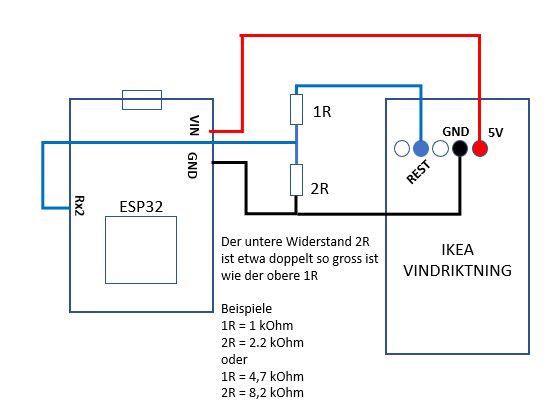 1R
VIN
GND
5V
GND
REST
2R
Rx2
ESP32
Der untere Widerstand 2R
ist etwa doppelt so gross ist
wie der obere 1R
IKEA
VINDRIKTNING
Beispiele
1R = 1 kOhm
2R = 2.2 kOhm
oder
1R = 4,7 kOhm
2R = 8,2 kOhm